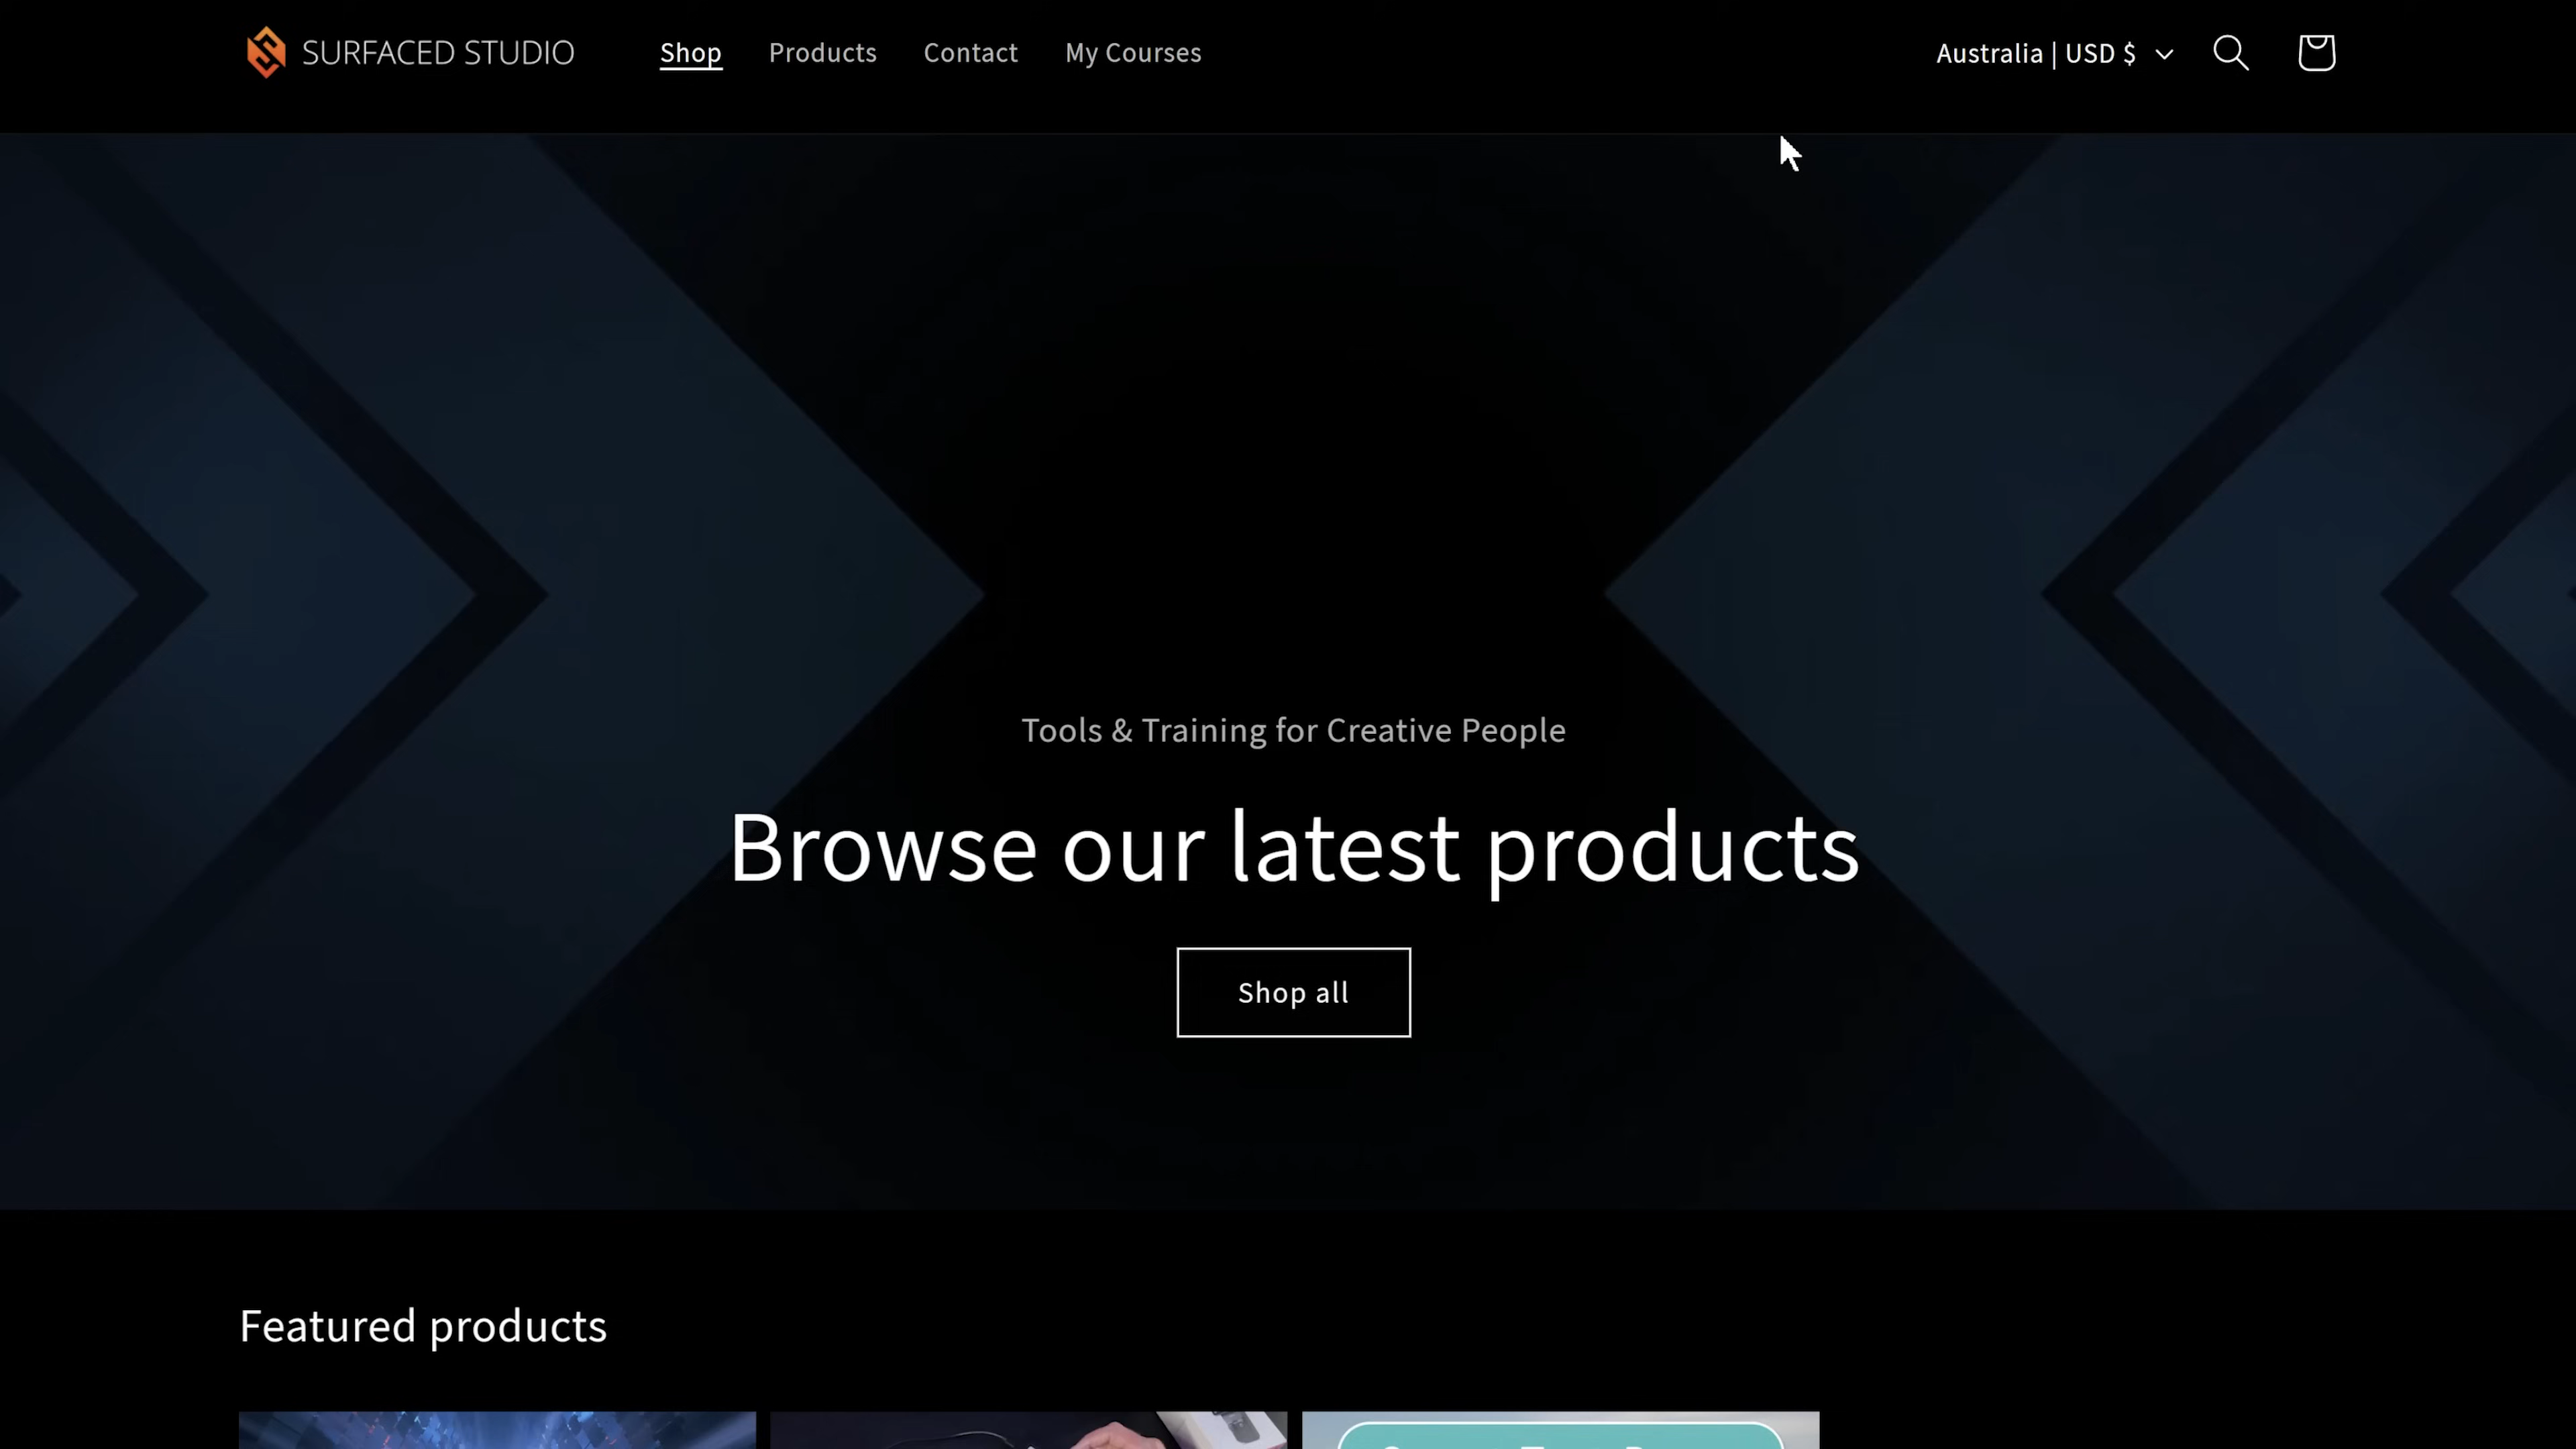 SURFACED STUDIO
Shop
Products
Contact
My Courses
Australia | USD $
Tools & Training for Creative People
Browse our latest products
Shop all
Featured products